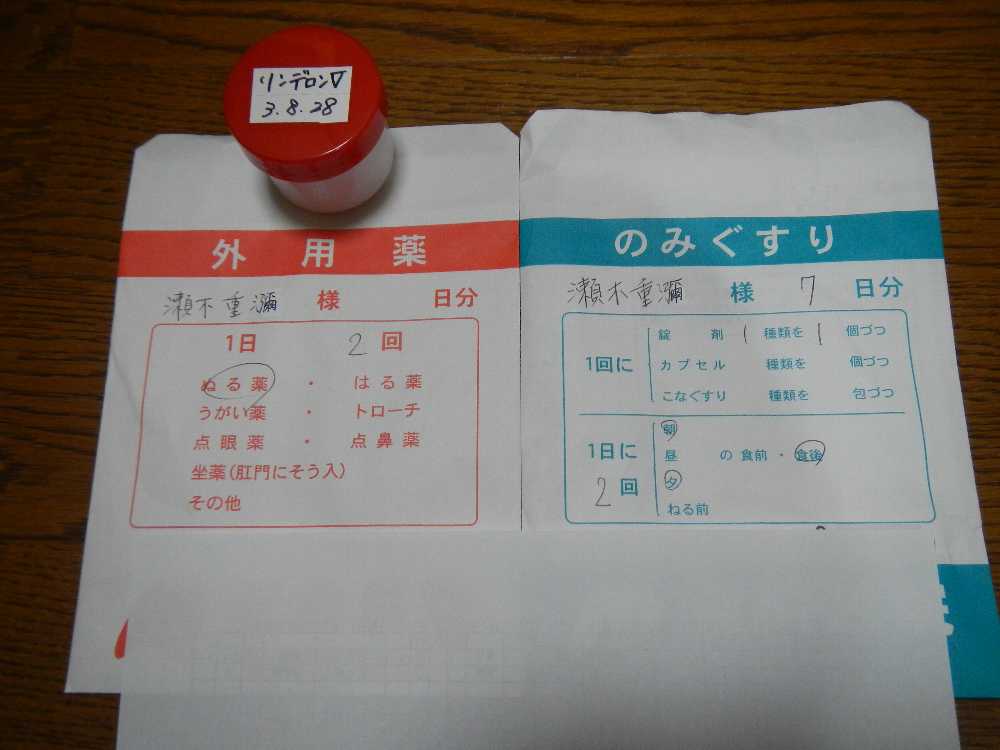 リンデロンV
3.8.28
外用薬
瀬木重彌 様 日分
1日 2回
ぬる薬 ・ はる薬
うがい薬 ・ トローチ
点眼薬 ・ 点鼻薬
坐薬(肛門にそう入)
その他
のみぐすり
瀬木重彌 様 7 日分
1回に
錠剤 1 種類を 1 個づつ
カプセル 種類を 個づつ
こなぐすり 種類を 包づつ
1日に
2回
朝
昼 の食前・食後
夕
ねる前